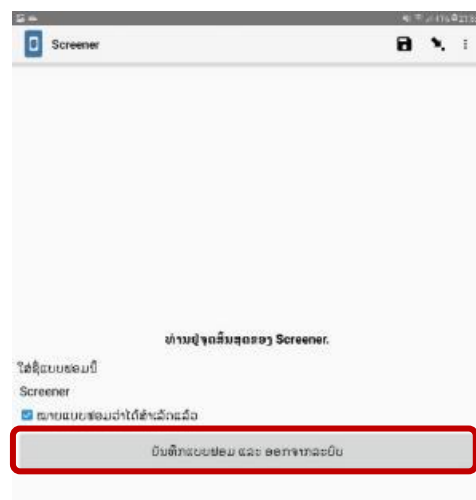 Screener
ທ່ານຢູ່ຈຸດສິ້ນສຸດຂອງ Screener.
ໃສ່ຊື່ແບບຟອມນີ້
Screener
ໝາຍແບບຟອມວ່າໄດ້ສຳເລັດແລ້ວ
ບັນທຶກແບບຟອມ ແລະ ອອກຈາກລະບົບ